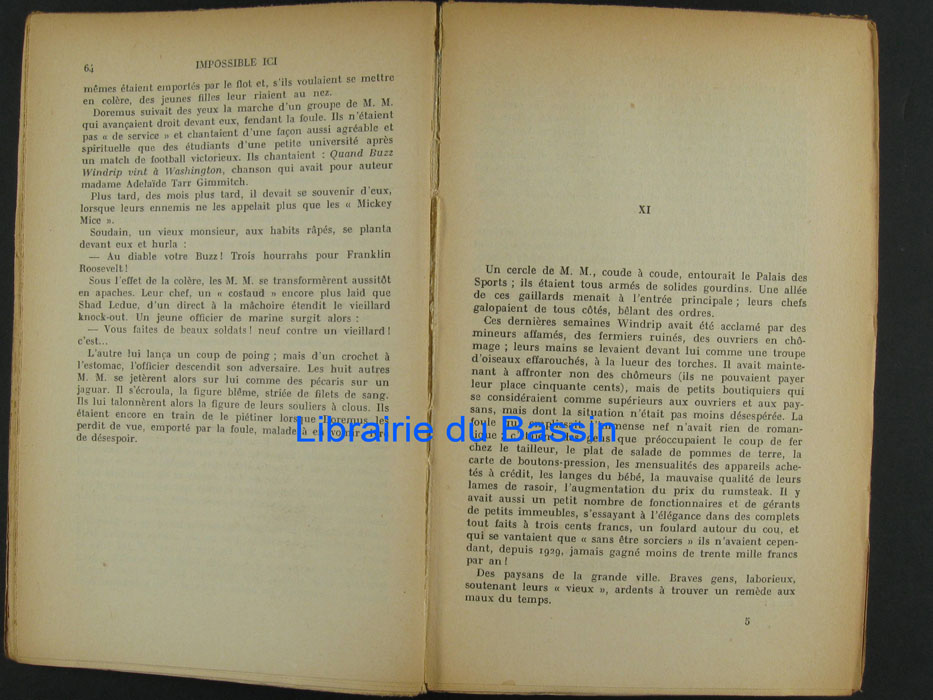 64
IMPOSSIBLE ICI
mêmes étaient emportés par le flot et, s'ils voulaient se mettre
en colère, des jeunes filles leur riaient au nez.
Doremus suivait des yeux la marche d'un groupe de M. M.
qui avançaient droit devant eux, fendant la foule. Ils n'étaient
pas « de service » et chantaient d'une façon aussi agréable et
spirituelle que des étudiants d'une petite université après
un match de football victorieux. Ils chantaient : Quand Buzz
Windrip vint à Washington, chanson qui avait pour auteur
madame Adelaïde Tarr Gimmitch.
Plus tard, des mois plus tard, il devait se souvenir d'eux,
lorsque leurs ennemis ne les appelait plus que les « Mickey
Mice ».
Soudain, un vieux monsieur, aux habits râpés, se planta
devant eux et hurla :
— Au diable votre Buzz ! Trois hourrahs pour Franklin
Roosevelt !
Sous l'effet de la colère, les M. M. se transformèrent aussitôt
en apaches. Leur chef, un « costaud » encore plus laid que
Shad Ledue, d'un direct à la mâchoire étendit le vieillard
knock-out. Un jeune officier de marine surgit alors :
— Vous faites de beaux soldats ! neuf contre un vieillard !
c'est...
L'autre lui lança un coup de poing ; mais d'un crochet à
l'estomac, l'officier descendit son adversaire. Les huit autres
M. M. se jetèrent alors sur lui comme des pécaris sur un
jaguar. Il s'écroula, la figure blême, striée de filets de sang.
Ils lui talonnèrent alors la figure de leurs souliers à clous. Ils
étaient encore en train de le piétiner lorsque Doremus les
perdit de vue, emporté par la foule, malade à en vomir
de désespoir.
Librairie du Bassin
XI
Un cercle de M. M., coude à coude, entourait le Palais des
Sports ; ils étaient tous armés de solides gourdins. Une allée
de ces gaillards menait à l'entrée principale ; leurs chefs
galopaient de tous côtés, bêlant des ordres.
Ces dernières semaines Windrip avait été acclamé par des
mineurs affamés, des fermiers ruinés, des ouvriers en chô-
mage ; leurs mains se levaient devant lui comme une troupe
d'oiseaux effarouchés, à la lueur des torches. Il avait mainte-
nant à affronter non des chômeurs (ils ne pouvaient payer
leur place cinquante cents), mais de petits boutiquiers qui
se considéraient comme supérieurs aux ouvriers et aux pay-
sans, mais dont la situation n'était pas moins désespérée. La
foule qui emplissait l'immense nef n'avait rien de roman-
tique : des gens que préoccupaient le coup de fer
chez le tailleur, le plat de salade de pommes de terre, la
carte de boutons-pression, les mensualités des appareils ache-
tés à crédit, les langes du bébé, la mauvaise qualité de leurs
lames de rasoir, l'augmentation du prix du rumsteak. Il y
avait aussi un petit nombre de fonctionnaires et de gérants
de petits immeubles, s'essayant à l'élégance dans des complets
tout faits à trois cents francs, un foulard autour du cou, et
qui se vantaient que « sans être sorciers » ils n'avaient cepen-
dant, depuis 1929, jamais gagné moins de trente mille francs
par an !
Des paysans de la grande ville. Braves gens, laborieux,
soutenant leurs « vieux », ardents à trouver un remède aux
maux du temps.
5